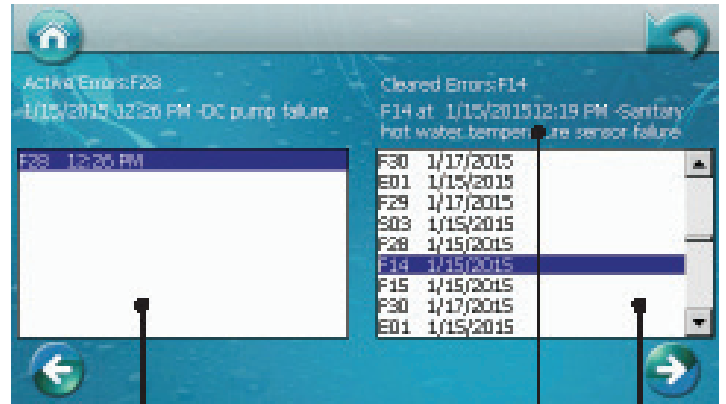 Active Errors:F28
1/15/2015 12:26 PM -DC pump failure
F28 12:26 PM
Cleared Errors:F14
F14 at 1/15/201512:19 PM -Sanitary
hot water temperature sensor failure
F30 1/17/2015
E01 1/15/2015
F29 1/17/2015
S03 1/15/2015
F28 1/15/2015
F14 1/15/2015
F15 1/15/2015
F30 1/17/2015
E01 1/15/2015